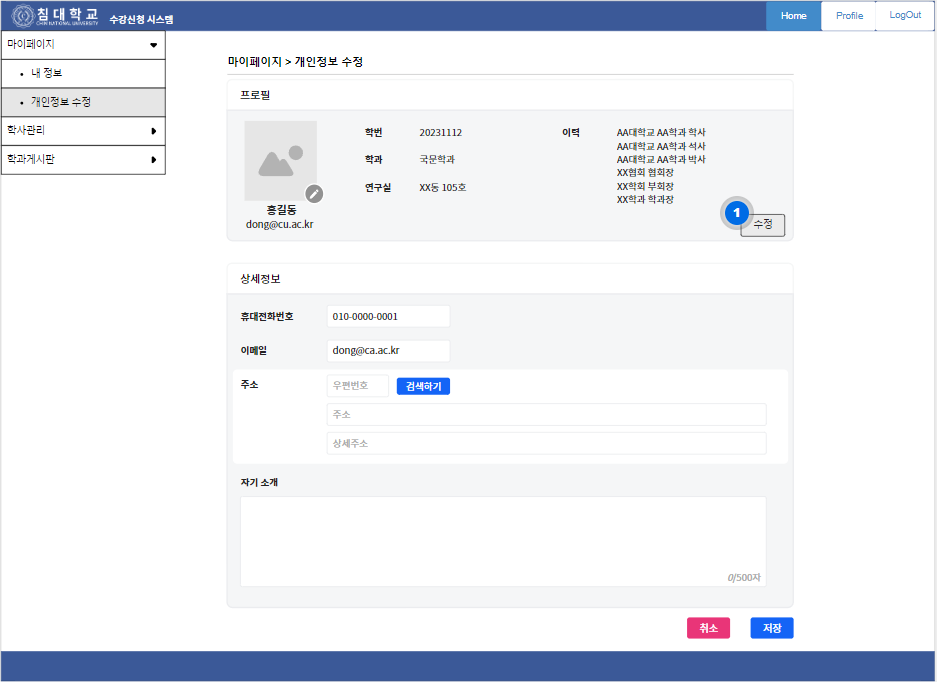 침대학교
CHIM NATIONAL UNIVERSITY
수강신청 시스템
Home
Profile
LogOut
마이페이지
내 정보
개인정보 수정
학사관리
학과게시판
마이페이지 > 개인정보 수정
프로필
홍길동
dong@cu.ac.kr
학번 20231112
학과 국문학과
연구실 XX동 105호
이력
AA대학교 AA학과 학사
AA대학교 AA학과 석사
AA대학교 AA학과 박사
XX협회 협회장
XX학회 부회장
XX학과 학과장
1
수정
상세정보
휴대전화번호 010-0000-0001
이메일 dong@ca.ac.kr
주소 우편번호 검색하기
주소
상세주소
자기 소개
0/500자
취소 저장